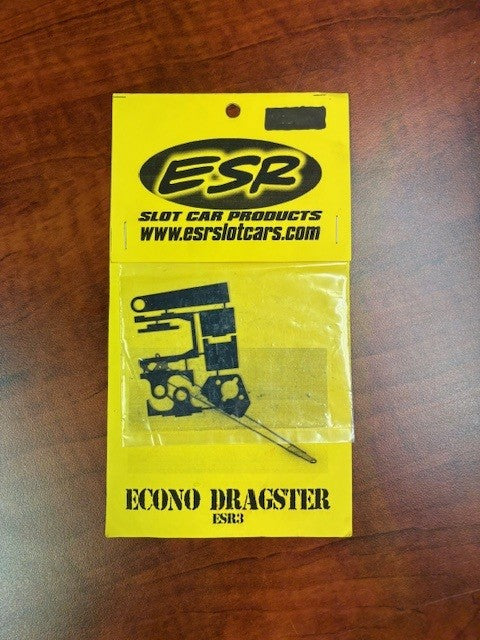 ESR
SLOT CAR PRODUCTS
www.esrslotcars.com
ECONO DRAGSTER
ESR3